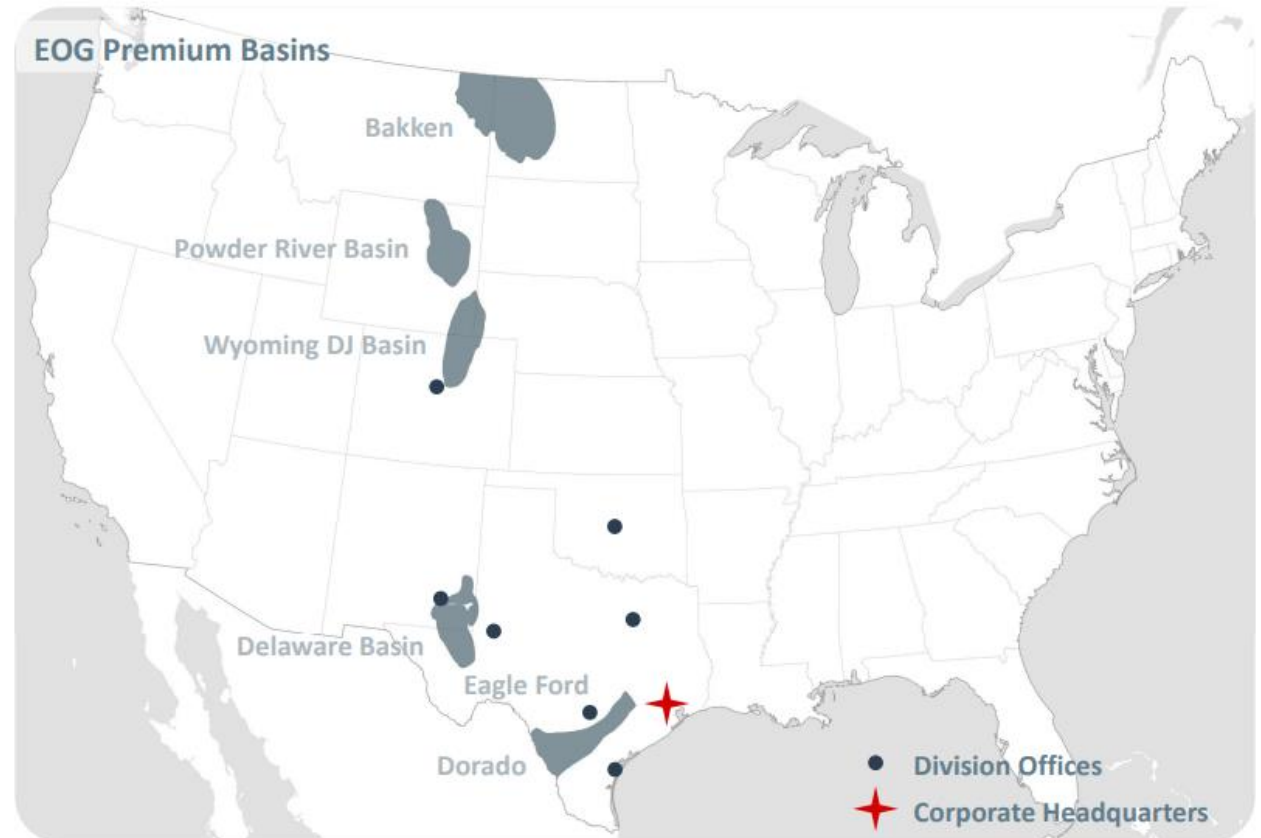 EOG Premium Basins
Bakken
Powder River Basin
Wyoming DJ Basin
Delaware Basin
Eagle Ford
Dorado
Division Offices
Corporate Headquarters